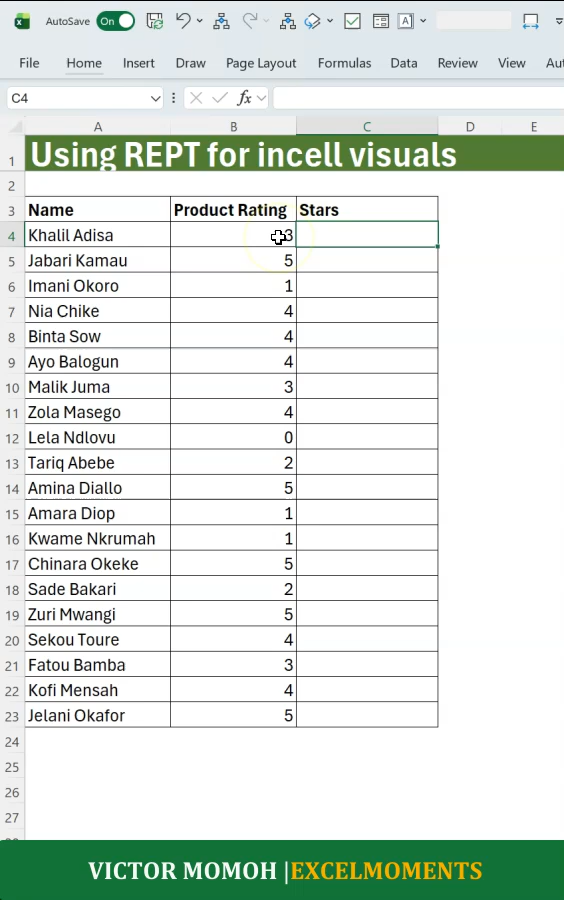 AutoSave On A
File Home Insert Draw Page Layout Formulas Data Review View
C4 fx
A B C D E
1 Using REPT for incell visuals
2
3 Name Product Rating Stars
4 Khalil Adisa 3
5 Jabari Kamau 5
6 Imani Okoro 1
7 Nia Chike 4
8 Binta Sow 4
9 Ayo Balogun 4
10 Malik Juma 3
11 Zola Masego 4
12 Lela Ndlovu 0
13 Tariq Abebe 2
14 Amina Diallo 5
15 Amara Diop 1
16 Kwame Nkrumah 1
17 Chinara Okeke 5
18 Sade Bakari 2
19 Zuri Mwangi 5
20 Sekou Toure 4
21 Fatou Bamba 3
22 Kofi Mensah 4
23 Jelani Okafor 5
24
25
26
27
VICTOR MOMOH |EXCELMOMENTS